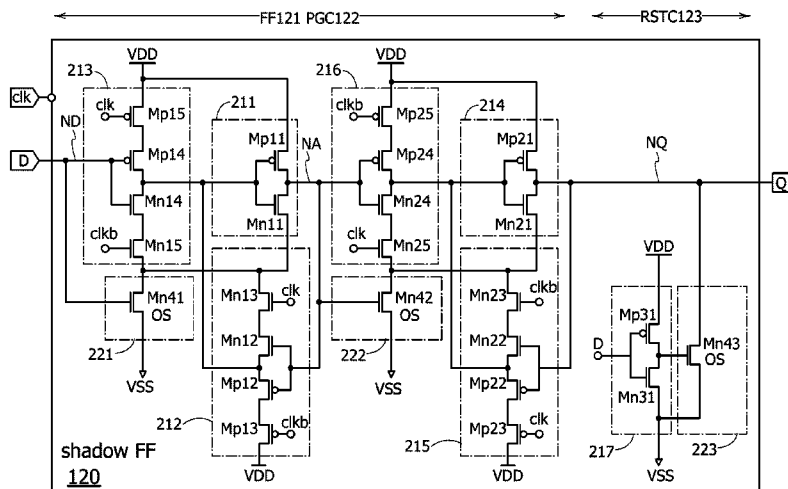 FF121 PGC122
RSTC123
VDD
VDD
213
216
clk
clk
Mp15
211
clkb
Mp25
214
ND
Mp11
Mp21
D
Mp14
NA
Mp24
NQ
Mn14
Mn24
Q
clkb
Mn15
Mn11
clk
Mn25
Mn21
VDD
Mn41
OS
Mn13
clk
Mn42
OS
Mn23
clkb
Mp31
Mn43
OS
221
Mn12
222
Mn22
D
VSS
Mp12
VSS
Mp22
Mn31
212
Mp13
clkb
215
Mp23
clk
217
223
shadow FF
120
VDD
VDD
VSS